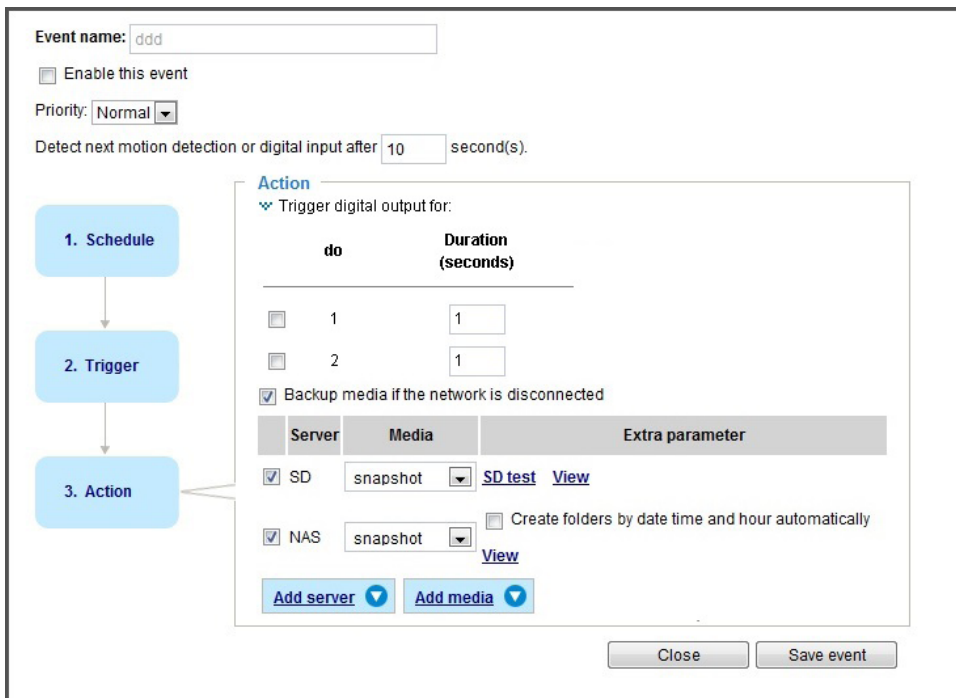 Event name: ddd
Enable this event
Priority: Normal
Detect next motion detection or digital input after 10 second(s).
Action
Trigger digital output for:
do Duration (seconds)
1 1
2 1
Backup media if the network is disconnected
Server Media Extra parameter
SD snapshot SD test View
NAS snapshot Create folders by date time and hour automatically
View
Add server Add media
1. Schedule
2. Trigger
3. Action
Close Save event